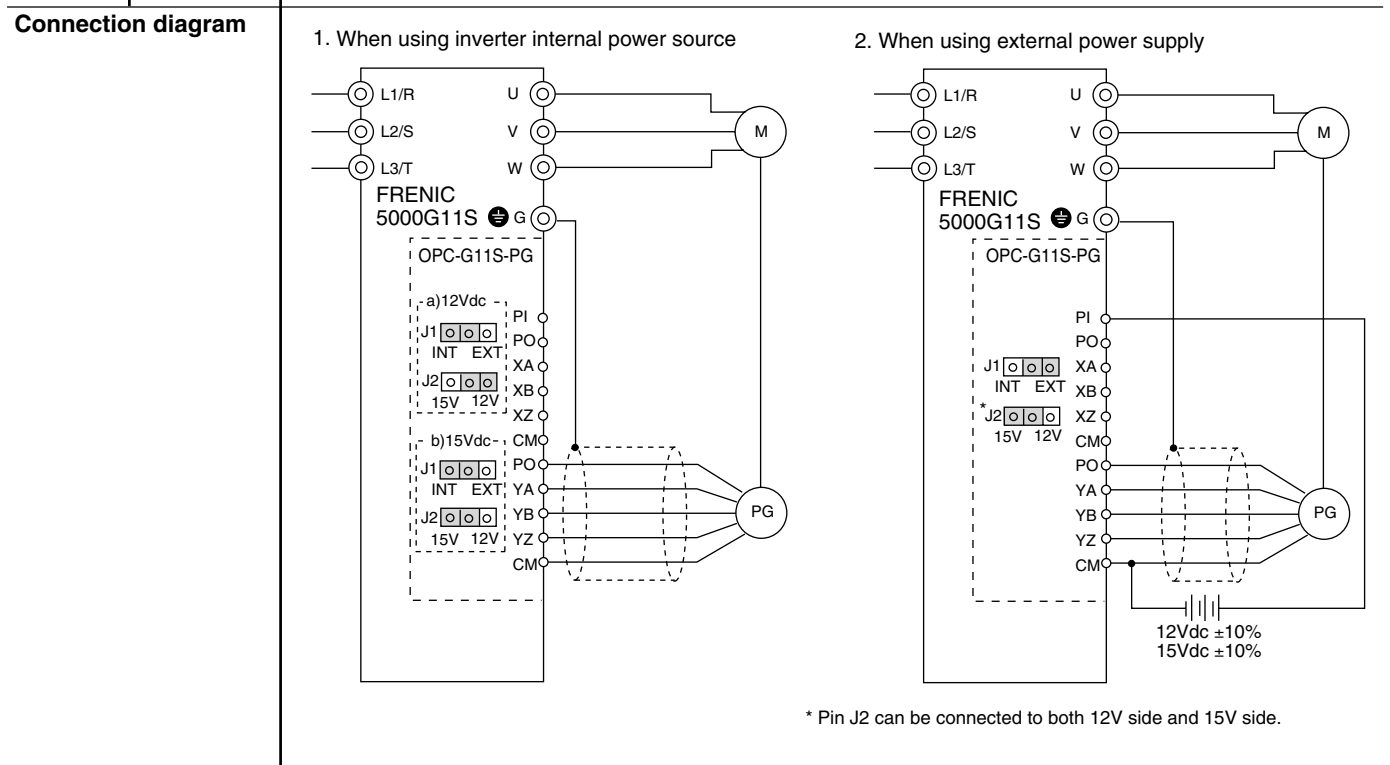 Connection diagram
1. When using inverter internal power source
L1/R U
L2/S V M
L3/T W
FRENIC
5000G11S G
OPC-G11S-PG
a)12Vdc
PI
J1
PO
INT EXT
XA
J2
XB
15V 12V
XZ
b)15Vdc
CM
J1
PO
INT EXT
YA
J2
YB
PG
15V 12V
YZ
CM
2. When using external power supply
L1/R U
L2/S V M
L3/T W
FRENIC
5000G11S G
OPC-G11S-PG
PI
PO
J1
XA
INT EXT
XB
*J2
XZ
15V 12V
CM
PO
YA
YB
PG
YZ
CM
12Vdc ±10%
15Vdc ±10%
* Pin J2 can be connected to both 12V side and 15V side.